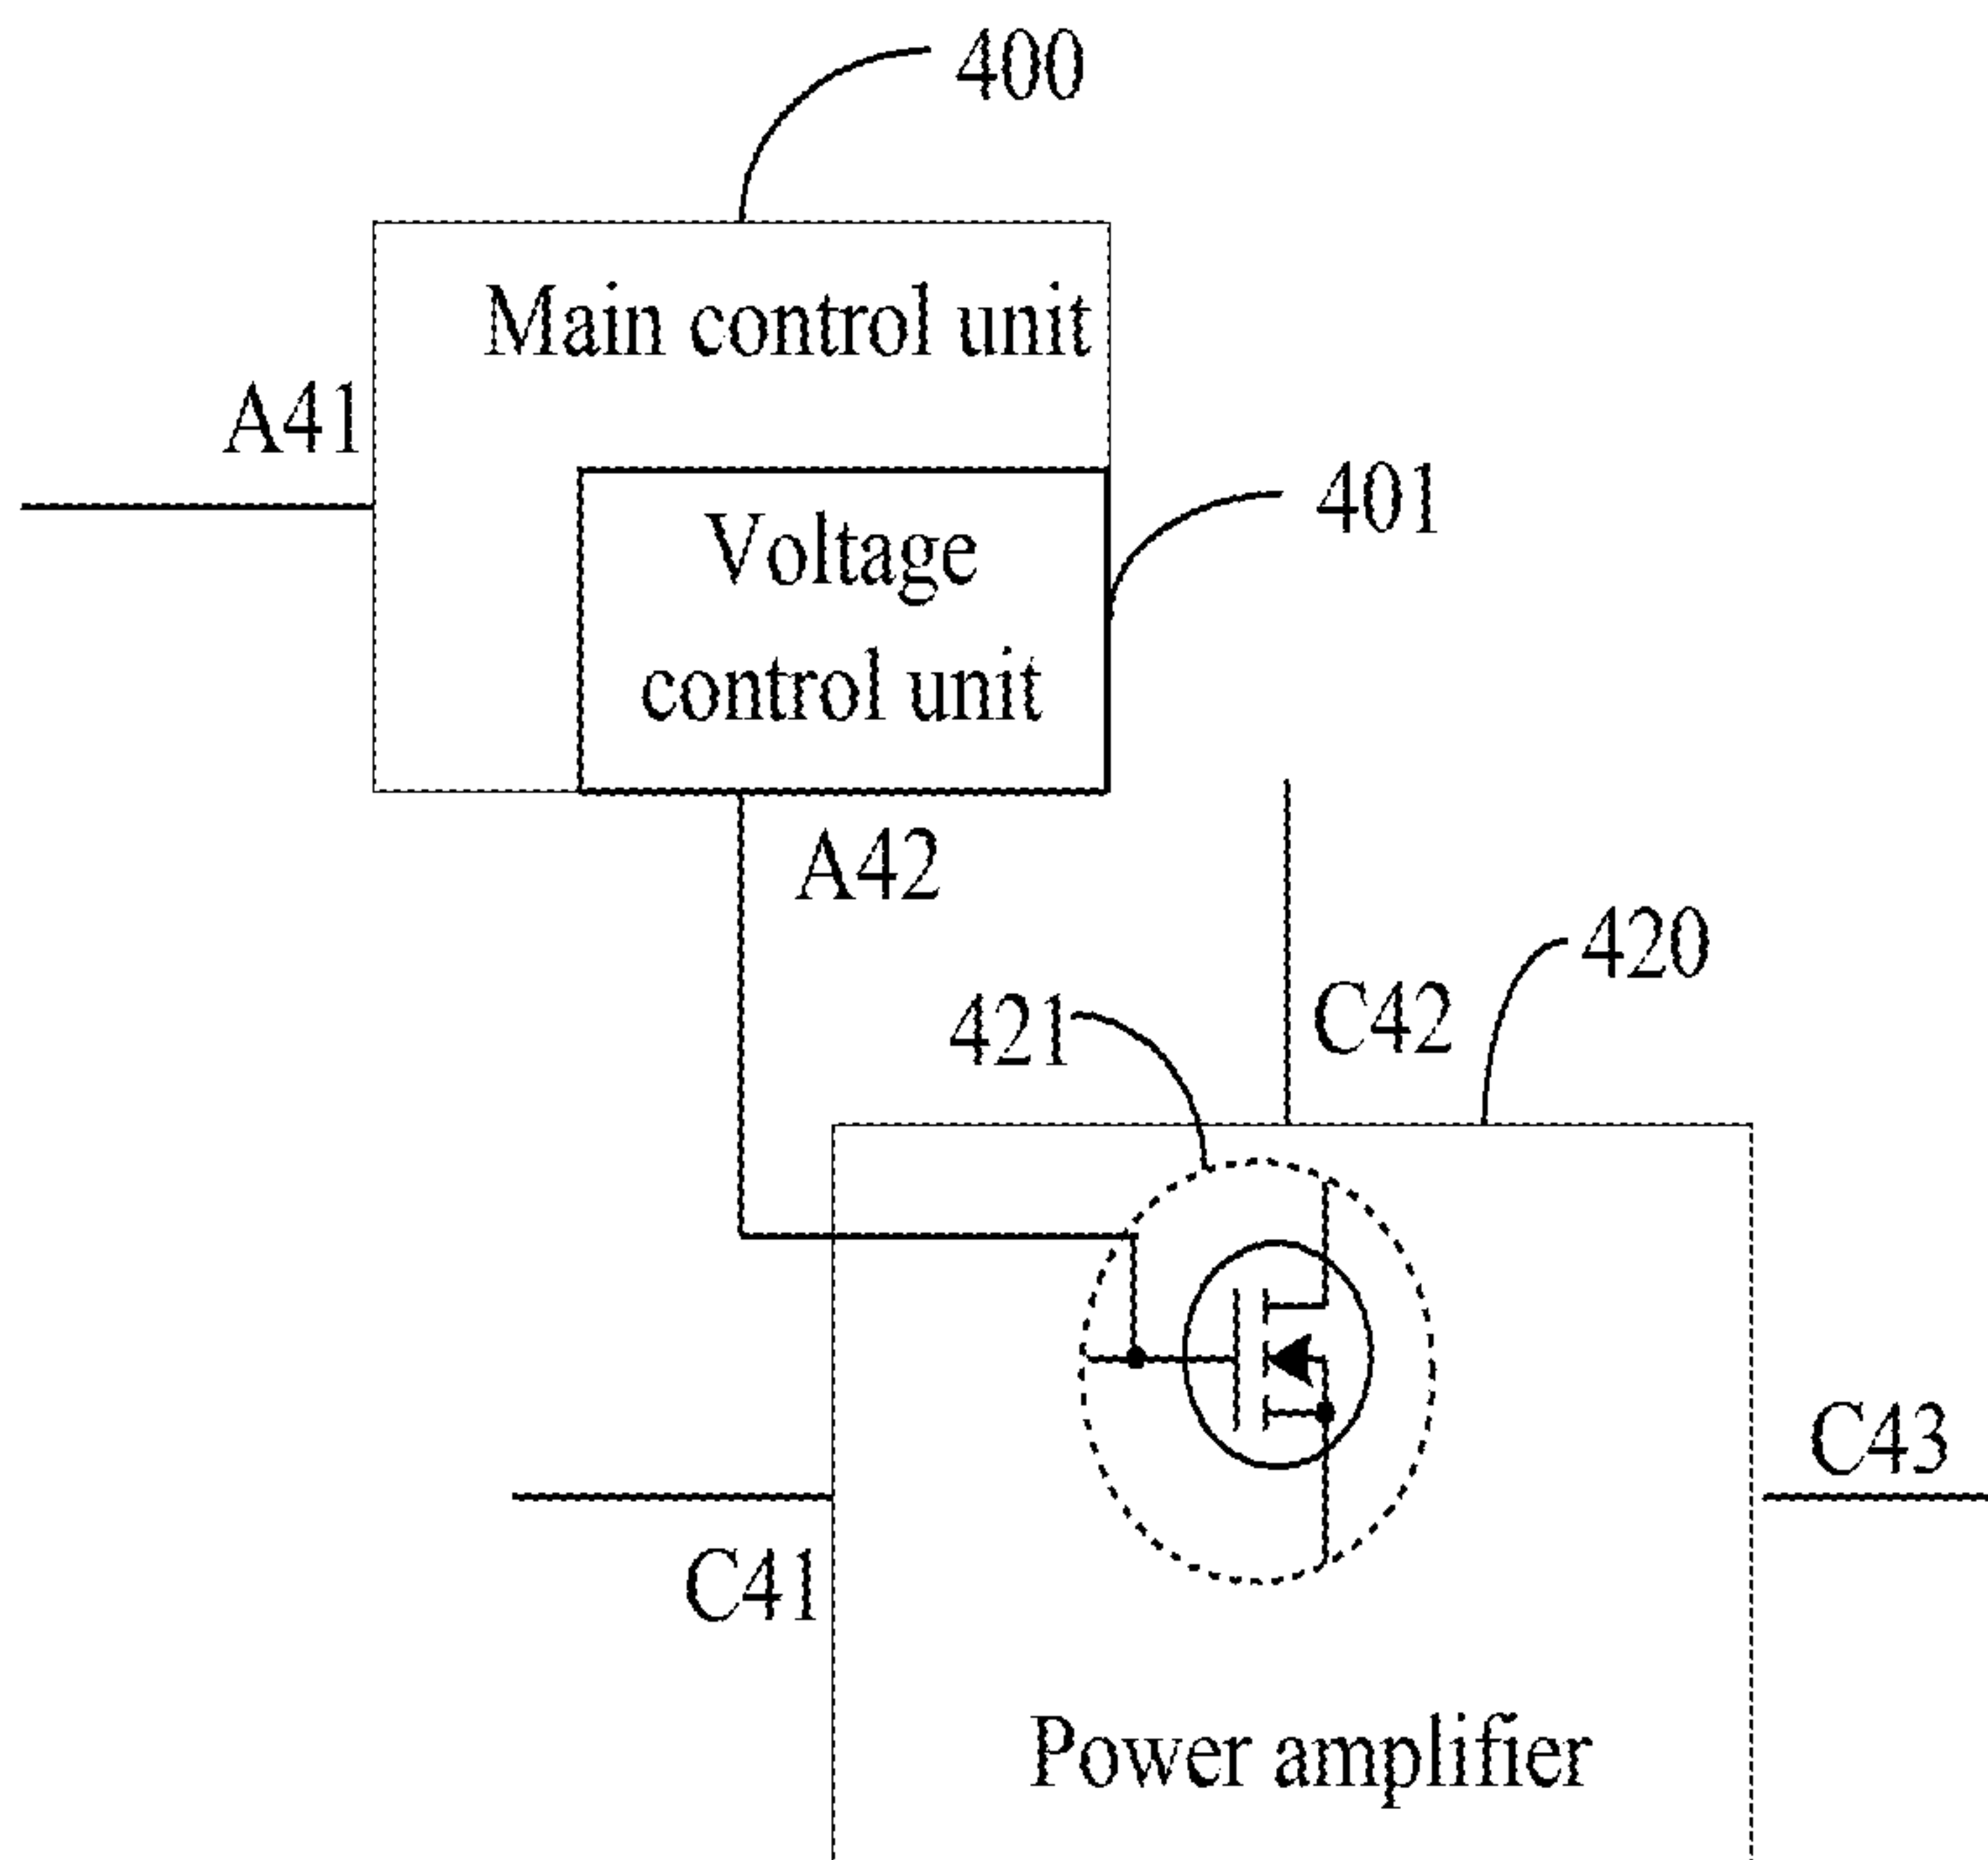 400
Main control unit
A41
401
Voltage
control unit
A42
420
C42
421
C43
C41
Power amplifier